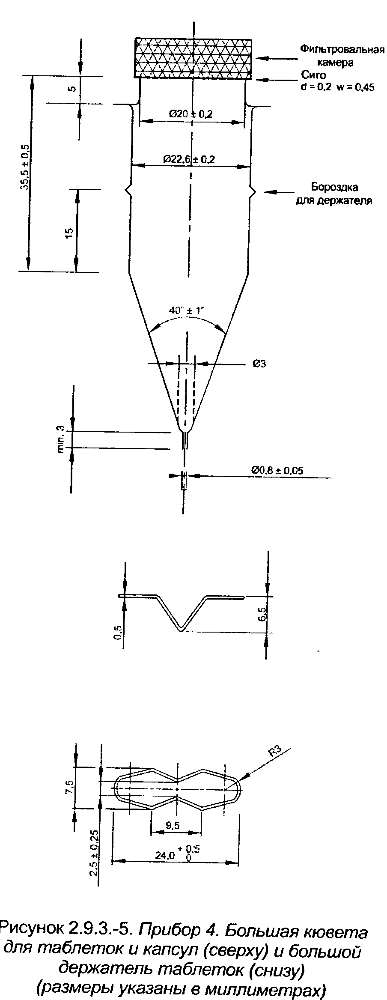 Фильтровальная
камера
Сито
d = 0,2 w = 0,45
5
Ø20 ± 0,2
35,5 ± 0,5
Ø22,6 ± 0,2
Бороздка
для держателя
15
40° ± 1°
Ø3
min. 3
Ø0,8 ± 0,05
0,5
6,5
R3
7,5
2,5 ± 0,25
9,5
24,0 + 0,5
0
Рисунок 2.9.3.-5. Прибор 4. Большая кювета
для таблеток и капсул (сверху) и большой
держатель таблеток (снизу)
(размеры указаны в миллиметрах)